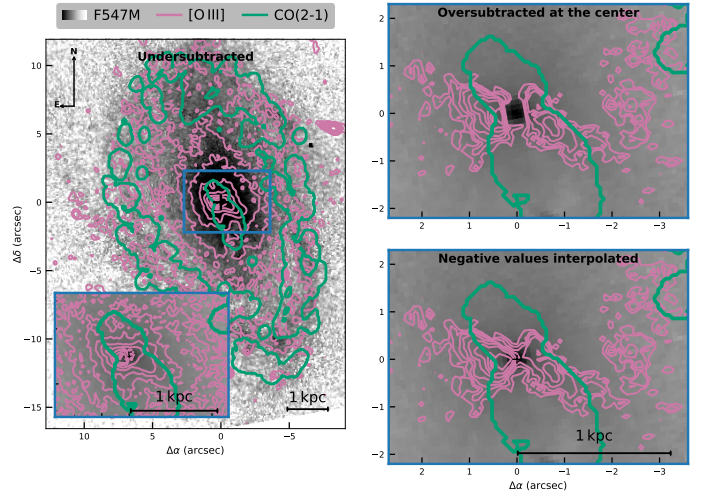 F547M [O III] CO(2-1)
Undersubtracted
N
E
10
5
0
−5
−10
−15
Δδ (arcsec)
1 kpc
1 kpc
10 5 0 −5
Δα (arcsec)
Oversubtracted at the center
2
1
0
−1
−2
2 1 0 −1 −2 −3
Negative values interpolated
2
1
0
−1
−2
1 kpc
2 1 0 −1 −2 −3
Δα (arcsec)